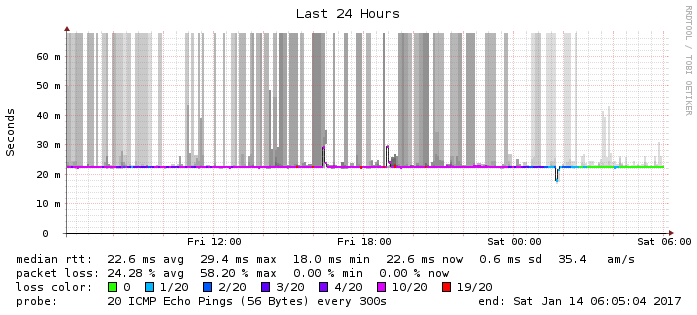 Last 24 Hours
RRDTOOL / TOBI OETIKER
Seconds
60 m
50 m
40 m
30 m
20 m
10 m
0
Fri 12:00 Fri 18:00 Sat 00:00 Sat 06:00
median rtt: 22.6 ms avg 29.4 ms max 18.0 ms min 22.6 ms now 0.6 ms sd 35.4 am/s
packet loss: 24.28 % avg 58.20 % max 0.00 % min 0.00 % now
loss color: 0 1/20 2/20 3/20 4/20 10/20 19/20
probe: 20 ICMP Echo Pings (56 Bytes) every 300s end: Sat Jan 14 06:05:04 2017